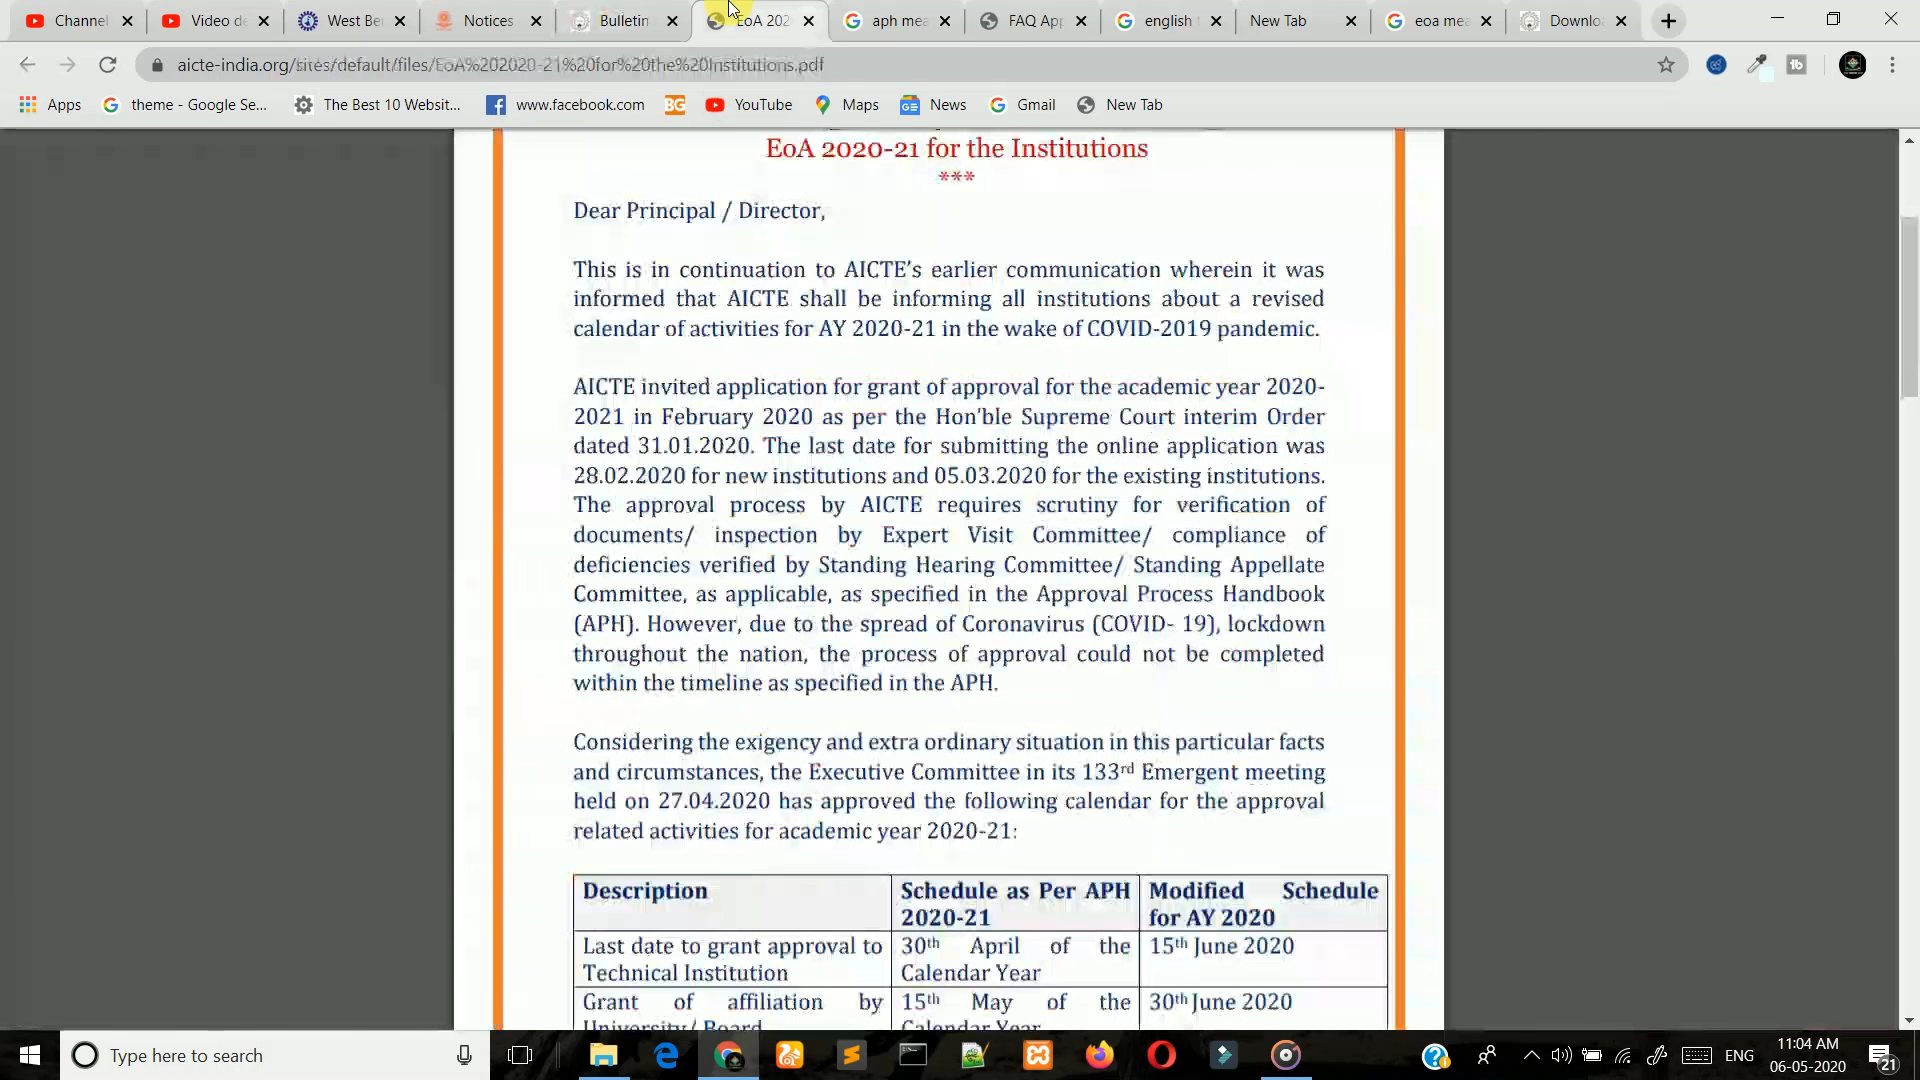 Channel
Video de
West Be
Notices
Bulletin
EoA 202
aph mea
FAQ App
english
New Tab
eoa mea
Downlo
aicte-india.org/sites/default/files/EoA%202020-21%20for%20the%20Institutions.pdf
Apps
theme - Google Se...
The Best 10 Websit...
www.facebook.com
BG
YouTube
Maps
News
Gmail
New Tab
EoA 2020-21 for the Institutions
***
Dear Principal / Director,
This is in continuation to AICTE's earlier communication wherein it was
informed that AICTE shall be informing all institutions about a revised
calendar of activities for AY 2020-21 in the wake of COVID-2019 pandemic.
AICTE invited application for grant of approval for the academic year 2020-
2021 in February 2020 as per the Hon'ble Supreme Court interim Order
dated 31.01.2020. The last date for submitting the online application was
28.02.2020 for new institutions and 05.03.2020 for the existing institutions.
The approval process by AICTE requires scrutiny for verification of
documents/ inspection by Expert Visit Committee/ compliance of
deficiencies verified by Standing Hearing Committee/ Standing Appellate
Committee, as applicable, as specified in the Approval Process Handbook
(APH). However, due to the spread of Coronavirus (COVID- 19), lockdown
throughout the nation, the process of approval could not be completed
within the timeline as specified in the APH.
Considering the exigency and extra ordinary situation in this particular facts
and circumstances, the Executive Committee in its 133rd Emergent meeting
held on 27.04.2020 has approved the following calendar for the approval
related activities for academic year 2020-21:
Description
Schedule as Per APH
2020-21
Modified Schedule
for AY 2020
Last date to grant approval to
Technical Institution
30th April of the
Calendar Year
15th June 2020
Grant of affiliation by
University/ Board
15th May of the
Calendar Year
30th June 2020
Type here to search
ENG
11:04 AM
06-05-2020
21